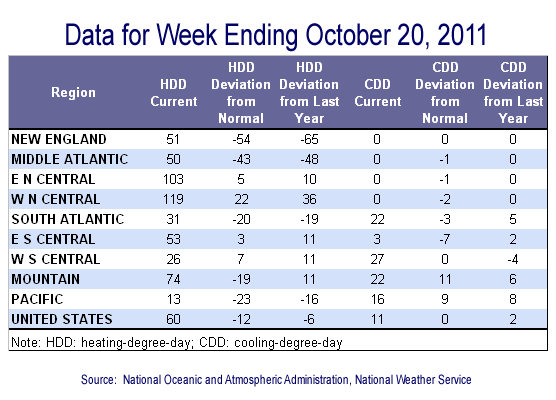 Data for Week Ending October 20, 2011
Region HDD Current HDD Deviation from Normal HDD Deviation from Last Year CDD Current CDD Deviation from Normal CDD Deviation from Last Year
NEW ENGLAND 51 -54 -65 0 0 0
MIDDLE ATLANTIC 50 -43 -48 0 -1 0
E N CENTRAL 103 5 10 0 -1 0
W N CENTRAL 119 22 36 0 -2 0
SOUTH ATLANTIC 31 -20 -19 22 -3 5
E S CENTRAL 53 3 11 3 -7 2
W S CENTRAL 26 7 11 27 0 -4
MOUNTAIN 74 -19 11 22 11 6
PACIFIC 13 -23 -16 16 9 8
UNITED STATES 60 -12 -6 11 0 2
Note: HDD: heating-degree-day; CDD: cooling-degree-day
Source: National Oceanic and Atmospheric Administration, National Weather Service